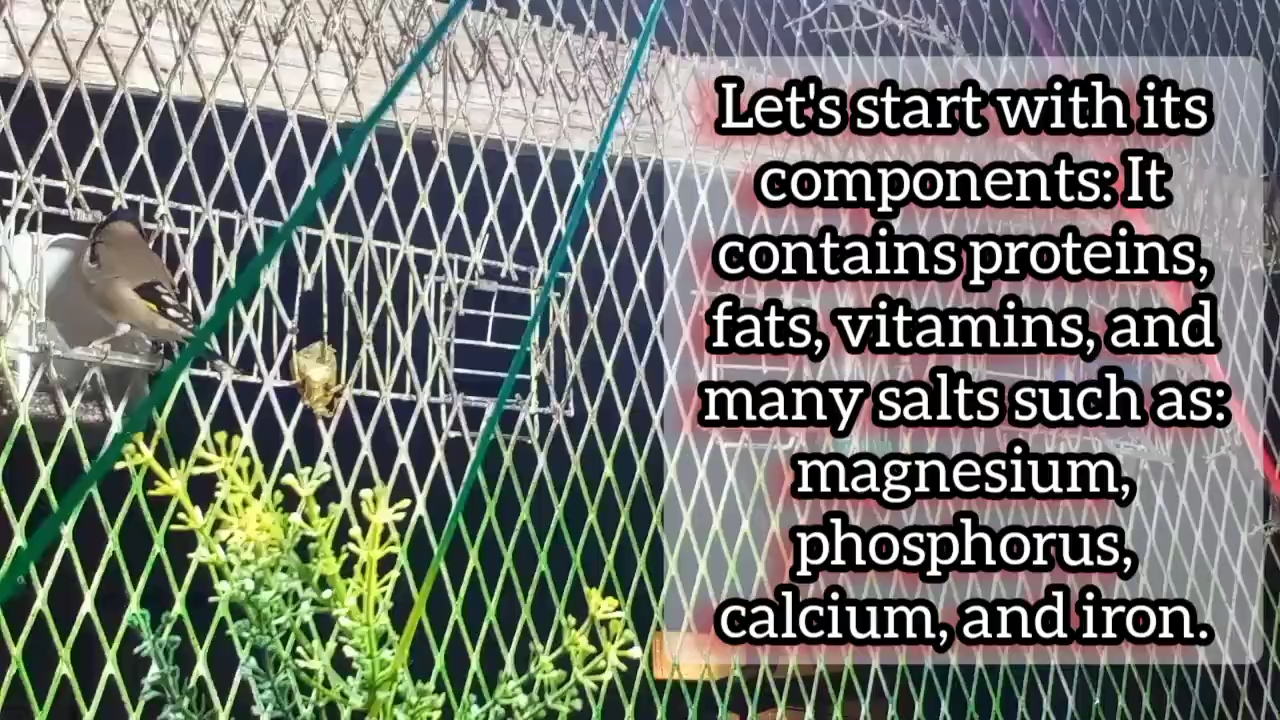 Let's start with its
components: It
contains proteins,
fats, vitamins, and
many salts such as:
magnesium,
phosphorus,
calcium, and iron.